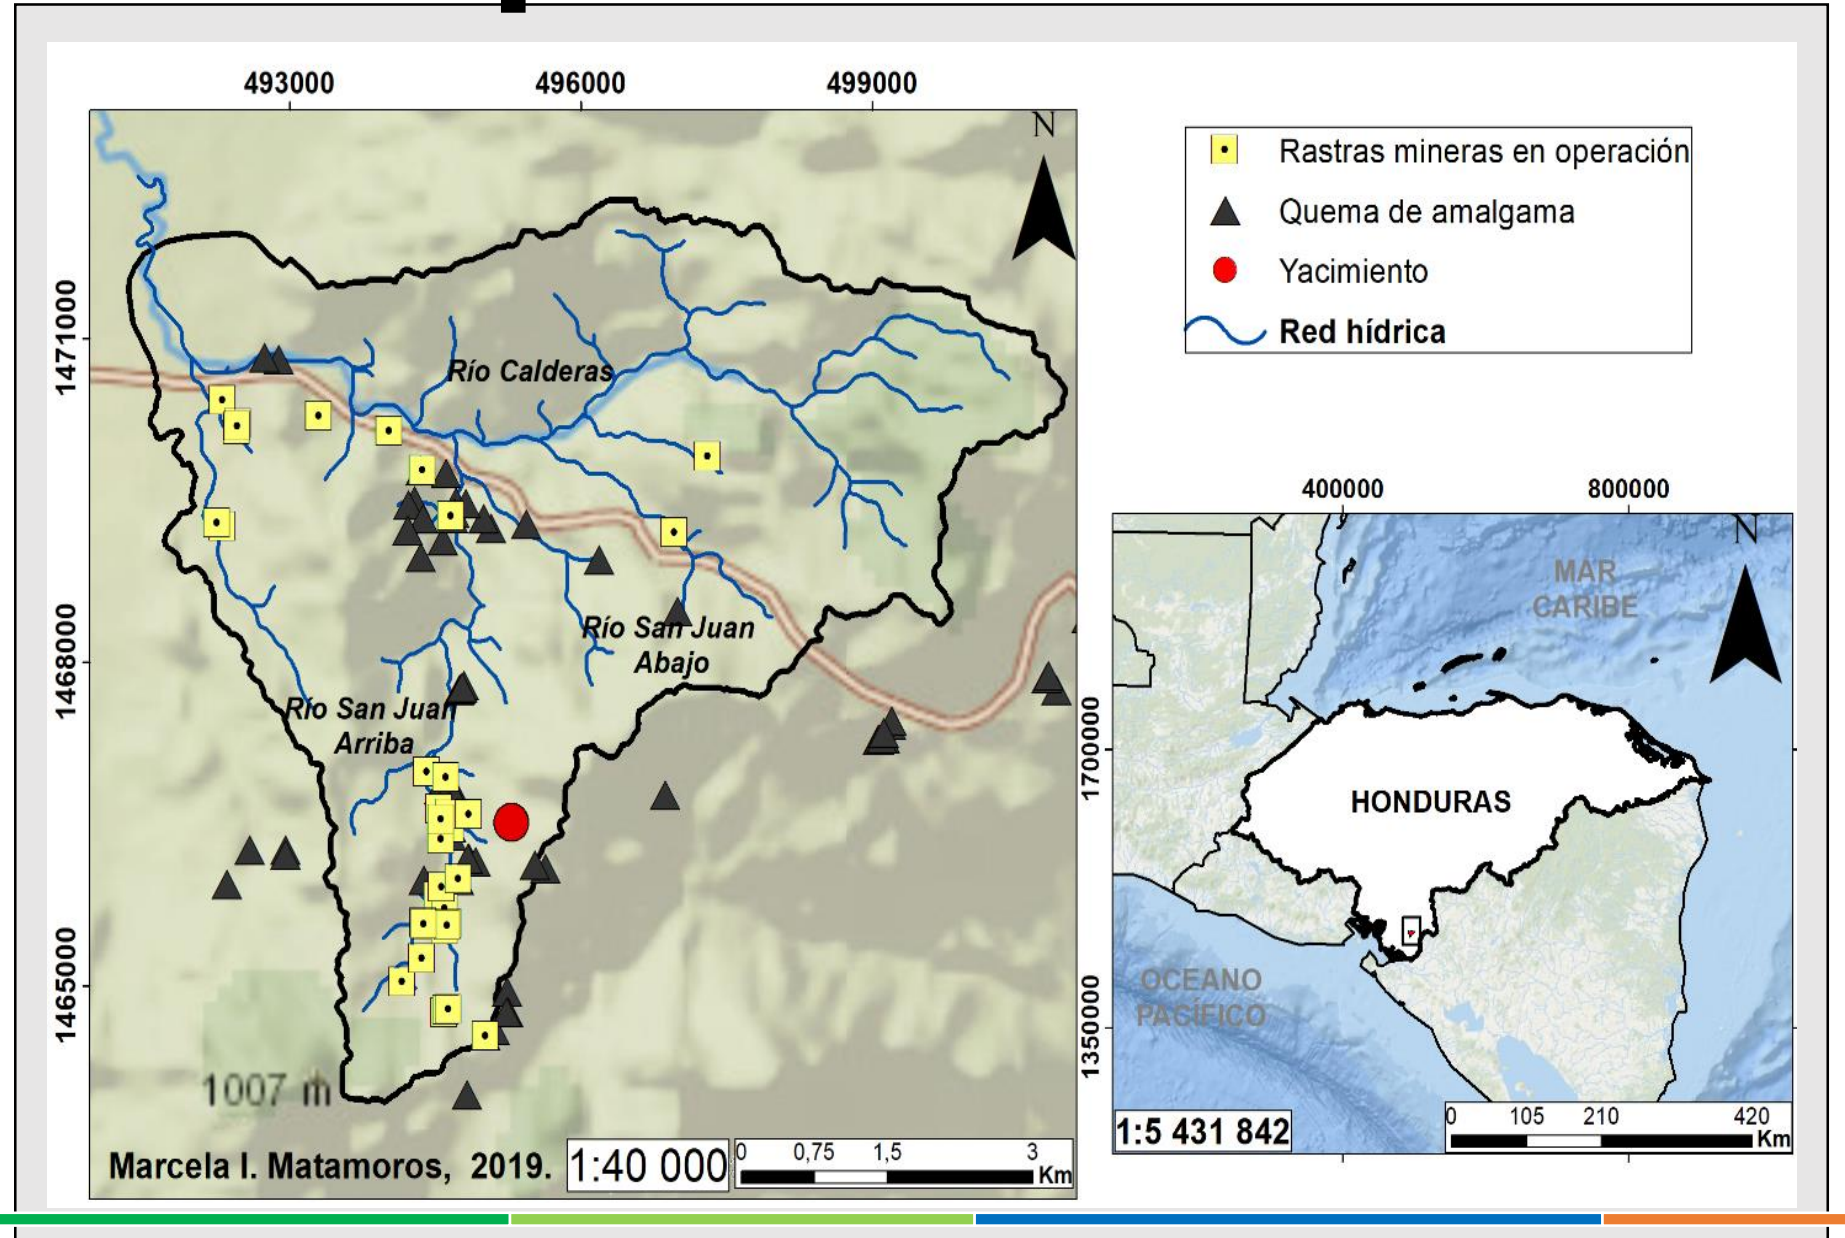 493000
496000
499000
N
1471000
1468000
1465000
Río Calderas
Río San Juan
Abajo
Río San Juan
Arriba
1007 m
Marcela I. Matamoros, 2019.
1:40 000
0 0,75 1,5 3
Km
Rastras mineras en operación
Quema de amalgama
Yacimiento
Red hídrica
400000
800000
N
MAR
CARIBE
1700000
HONDURAS
1350000
OCEANO
PACÍFICO
1:5 431 842
0 105 210 420
Km